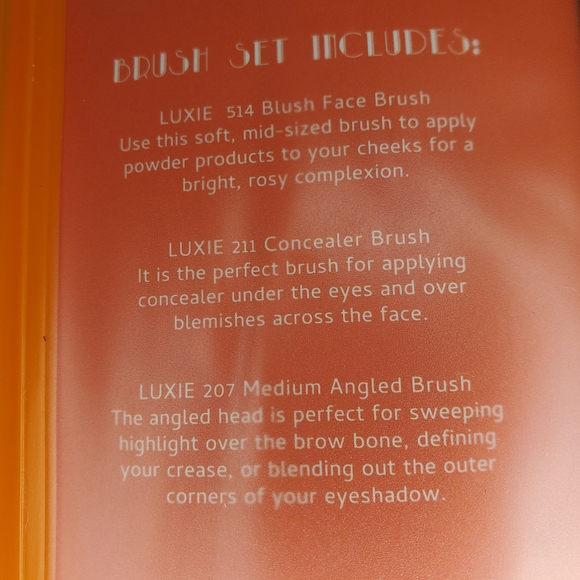 BRUSH SET INCLUDES:
LUXIE 514 Blush Face Brush
Use this soft, mid-sized brush to apply
powder products to your cheeks for a
bright, rosy complexion.
LUXIE 211 Concealer Brush
It is the perfect brush for applying
concealer under the eyes and over
blemishes across the face.
LUXIE 207 Medium Angled Brush
The angled head is perfect for sweeping
highlight over the brow bone, defining
your crease, or blending out the outer
corners of your eyeshadow.